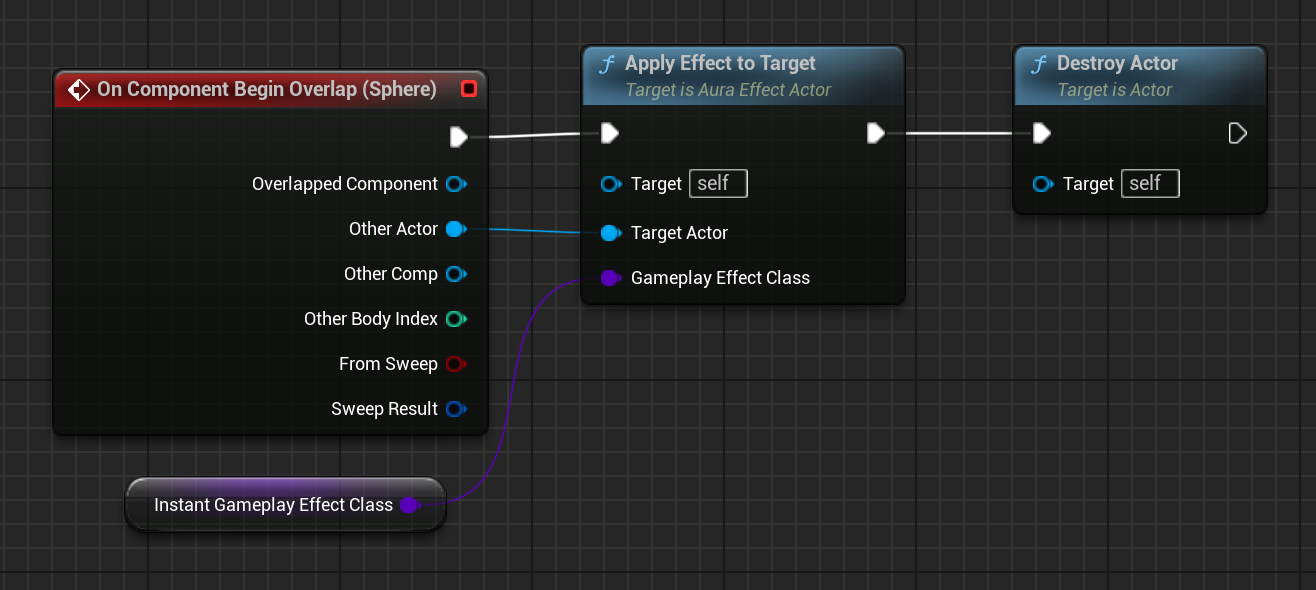 On Component Begin Overlap (Sphere)
Overlapped Component
Other Actor
Other Comp
Other Body Index
From Sweep
Sweep Result
Instant Gameplay Effect Class
Apply Effect to Target
Target is Aura Effect Actor
Target self
Target Actor
Gameplay Effect Class
Destroy Actor
Target is Actor
Target self